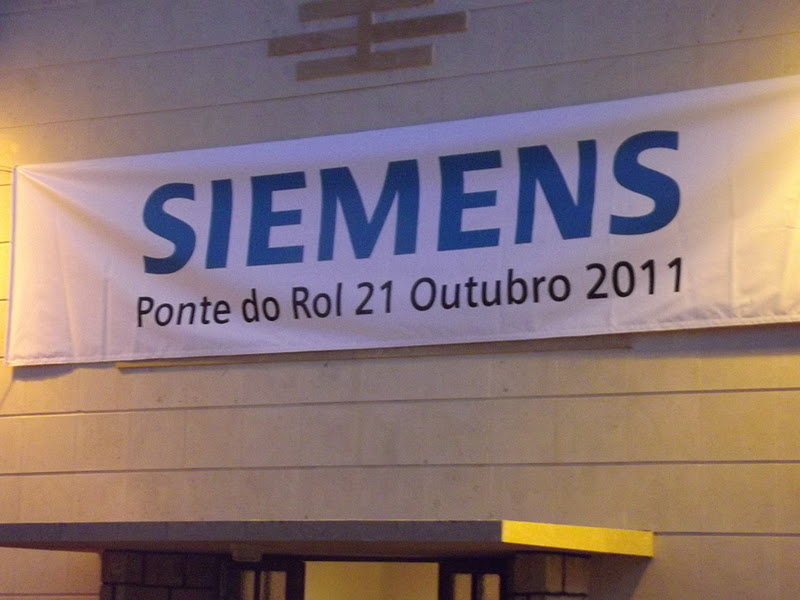 SIEMENS
Ponte do Rol 21 Outubro 2011